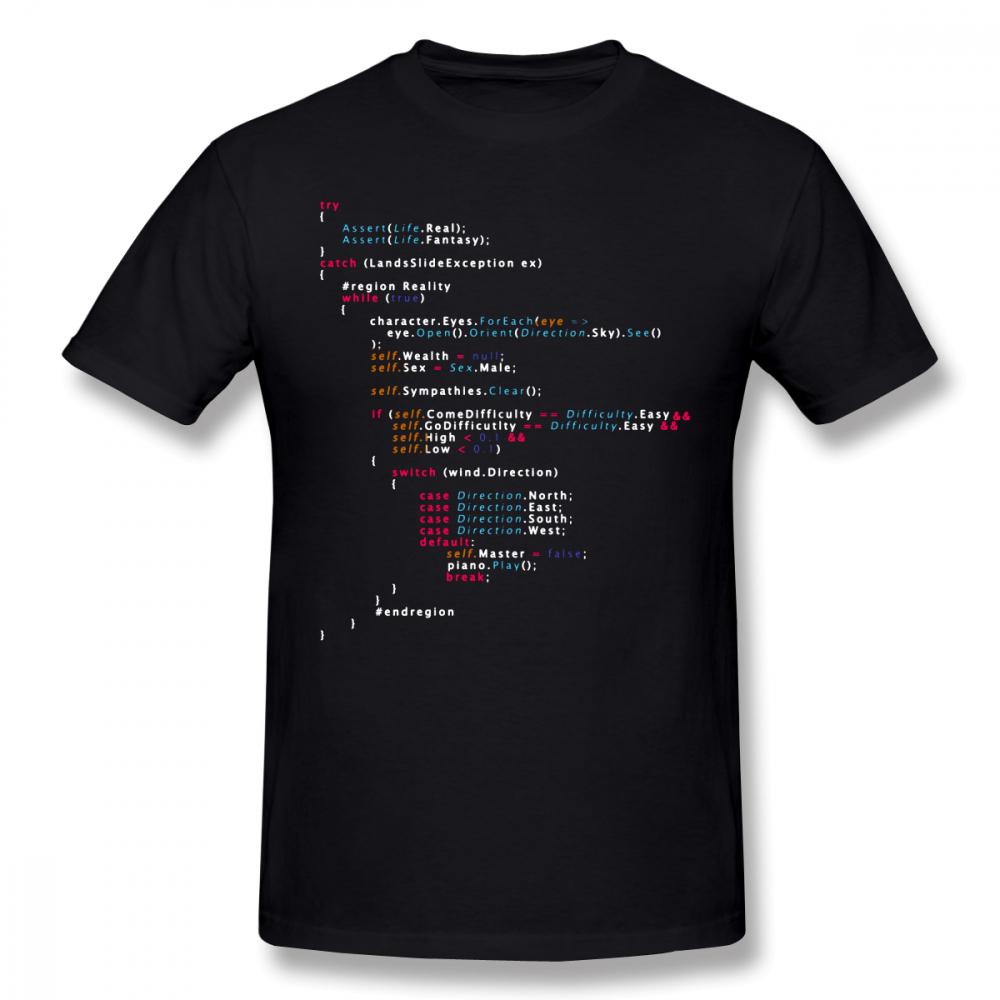 try
{
Assert(Life.Real);
Assert(Life.Fantasy);
}
catch (LandsSlideException ex)
{
#region Reality
while (true)
{
character.Eyes.ForEach(eye =>
eye.Open().Orient(Direction.Sky).See()
);
self.Wealth = null;
self.Sex = Sex.Male;
self.Sympathies.Clear();
if (self.ComeDifficulty == Difficulty.Easy &&
self.GoDifficutlty == Difficulty.Easy &&
self.High < 0.1 &&
self.Low < 0.1)
{
switch (wind.Direction)
{
case Direction.North;
case Direction.East;
case Direction.South;
case Direction.West;
default:
self.Master = false;
piano.Play();
break;
}
}
#endregion
}
}